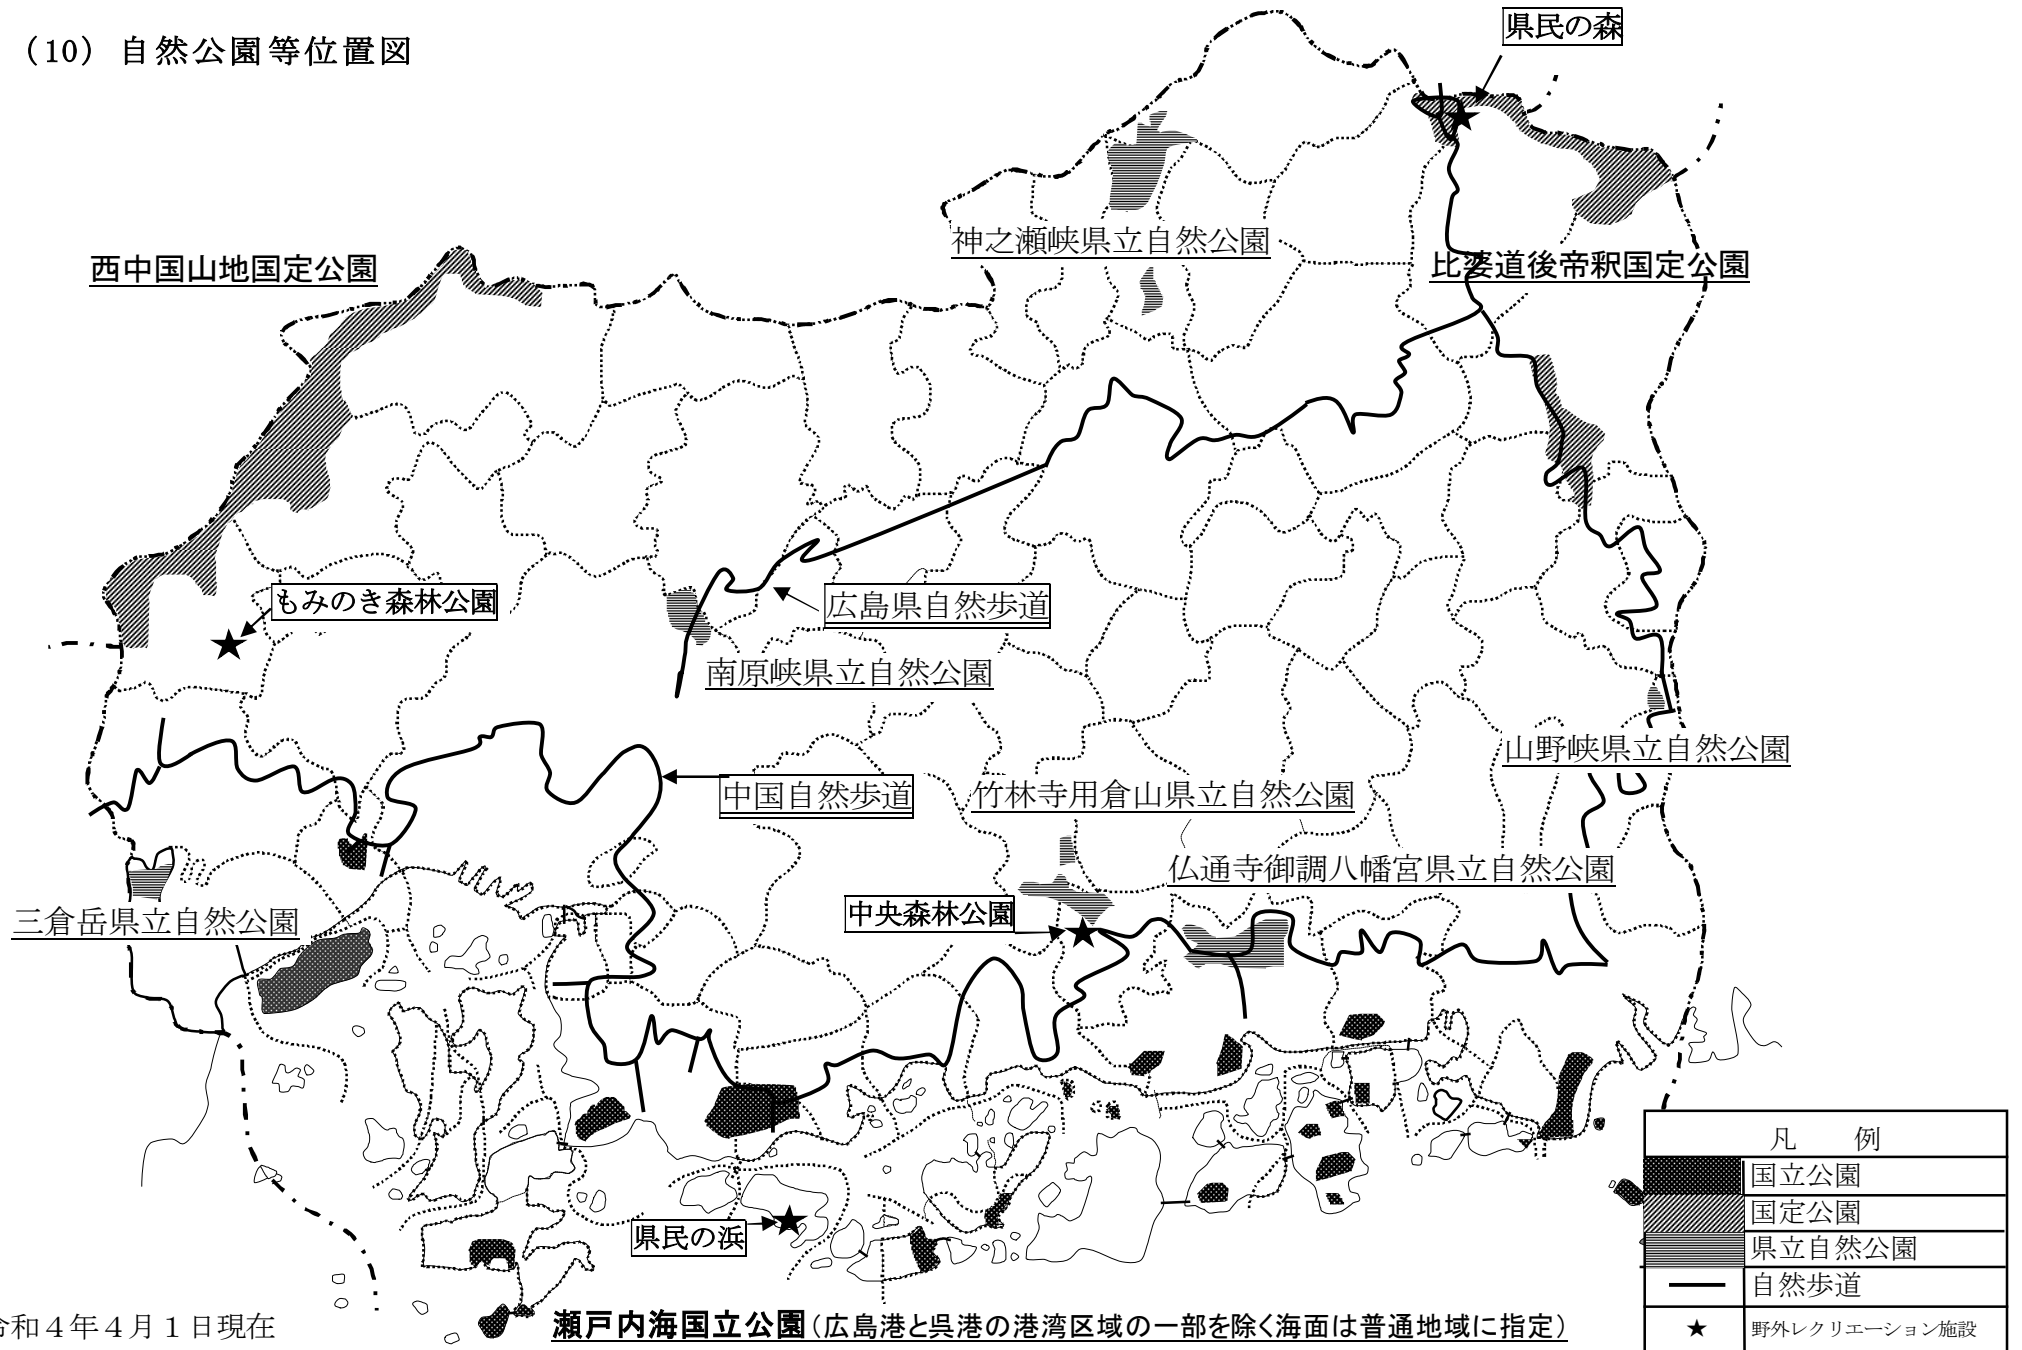 (10) 自然公園等位置図
県民の森
神之瀬峡県立自然公園
西中国山地国定公園
比婆道後帝釈国定公園
もみのき森林公園
広島県自然歩道
南原峡県立自然公園
山野峡県立自然公園
中国自然歩道
竹林寺用倉山県立自然公園
仏通寺御調八幡宮県立自然公園
中央森林公園
三倉岳県立自然公園
凡 例
国立公園
国定公園
県立自然公園
自然歩道
★ 野外レクリエーション施設
県民の浜
令和4年4月1日現在
瀬戸内海国立公園(広島港と呉港の港湾区域の一部を除く海面は普通地域に指定)